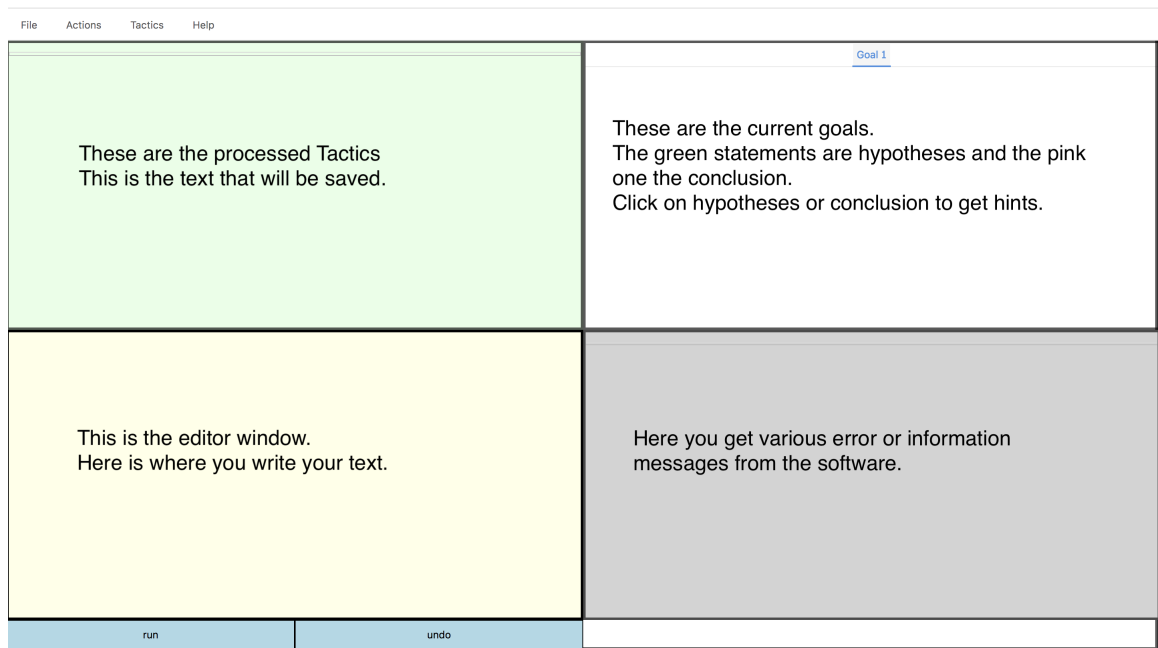 File Actions Tactics Help
Goal 1
These are the processed Tactics
This is the text that will be saved.
These are the current goals.
The green statements are hypotheses and the pink
one the conclusion.
Click on hypotheses or conclusion to get hints.
This is the editor window.
Here is where you write your text.
Here you get various error or information
messages from the software.
run undo